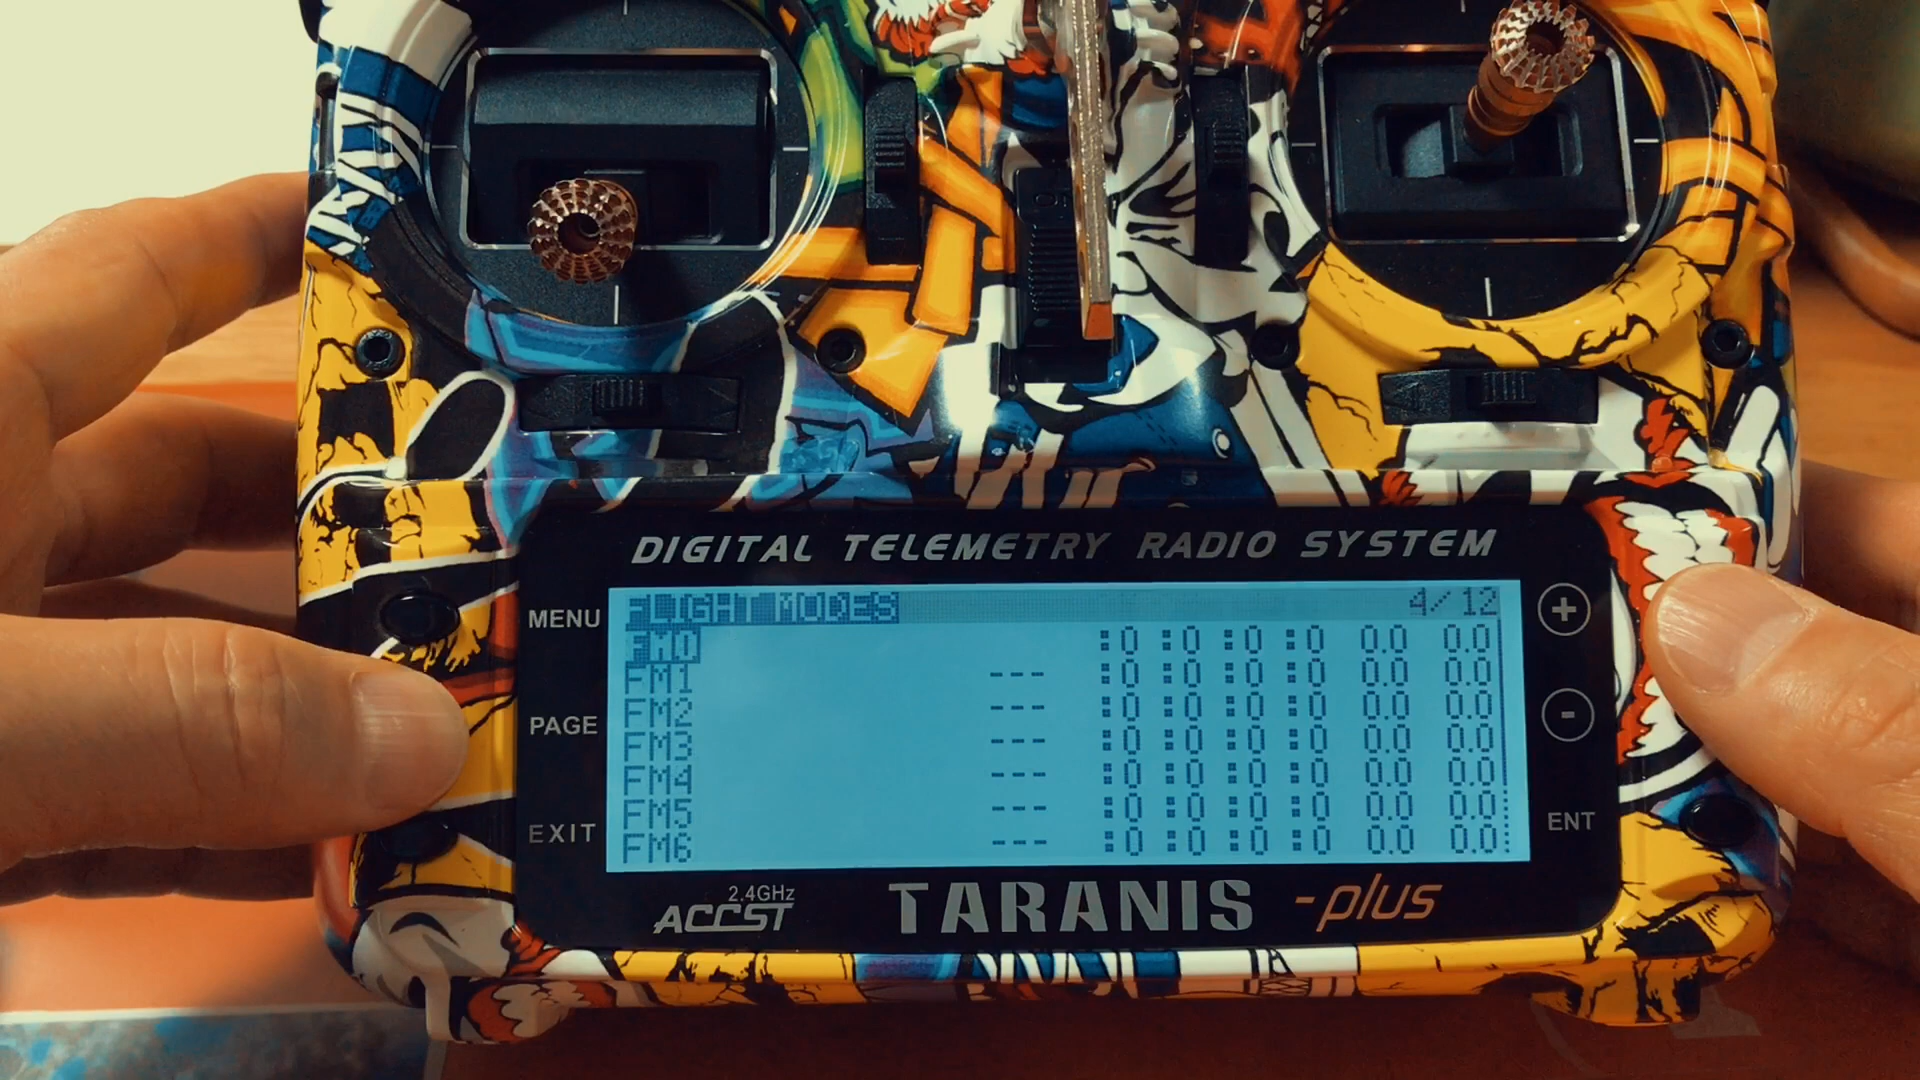 DIGITAL TELEMETRY RADIO SYSTEM
MENU
PAGE
EXIT
FLIGHT MODES 4/12
FM0 :0 :0 :0 :0 0.0 0.0
FM1 --- :0 :0 :0 :0 0.0 0.0
FM2 --- :0 :0 :0 :0 0.0 0.0
FM3 --- :0 :0 :0 :0 0.0 0.0
FM4 --- :0 :0 :0 :0 0.0 0.0
FM5 --- :0 :0 :0 :0 0.0 0.0
FM6 --- :0 :0 :0 :0 0.0 0.0
+
-
ENT
2.4GHz
ACCST
TARANIS -plus